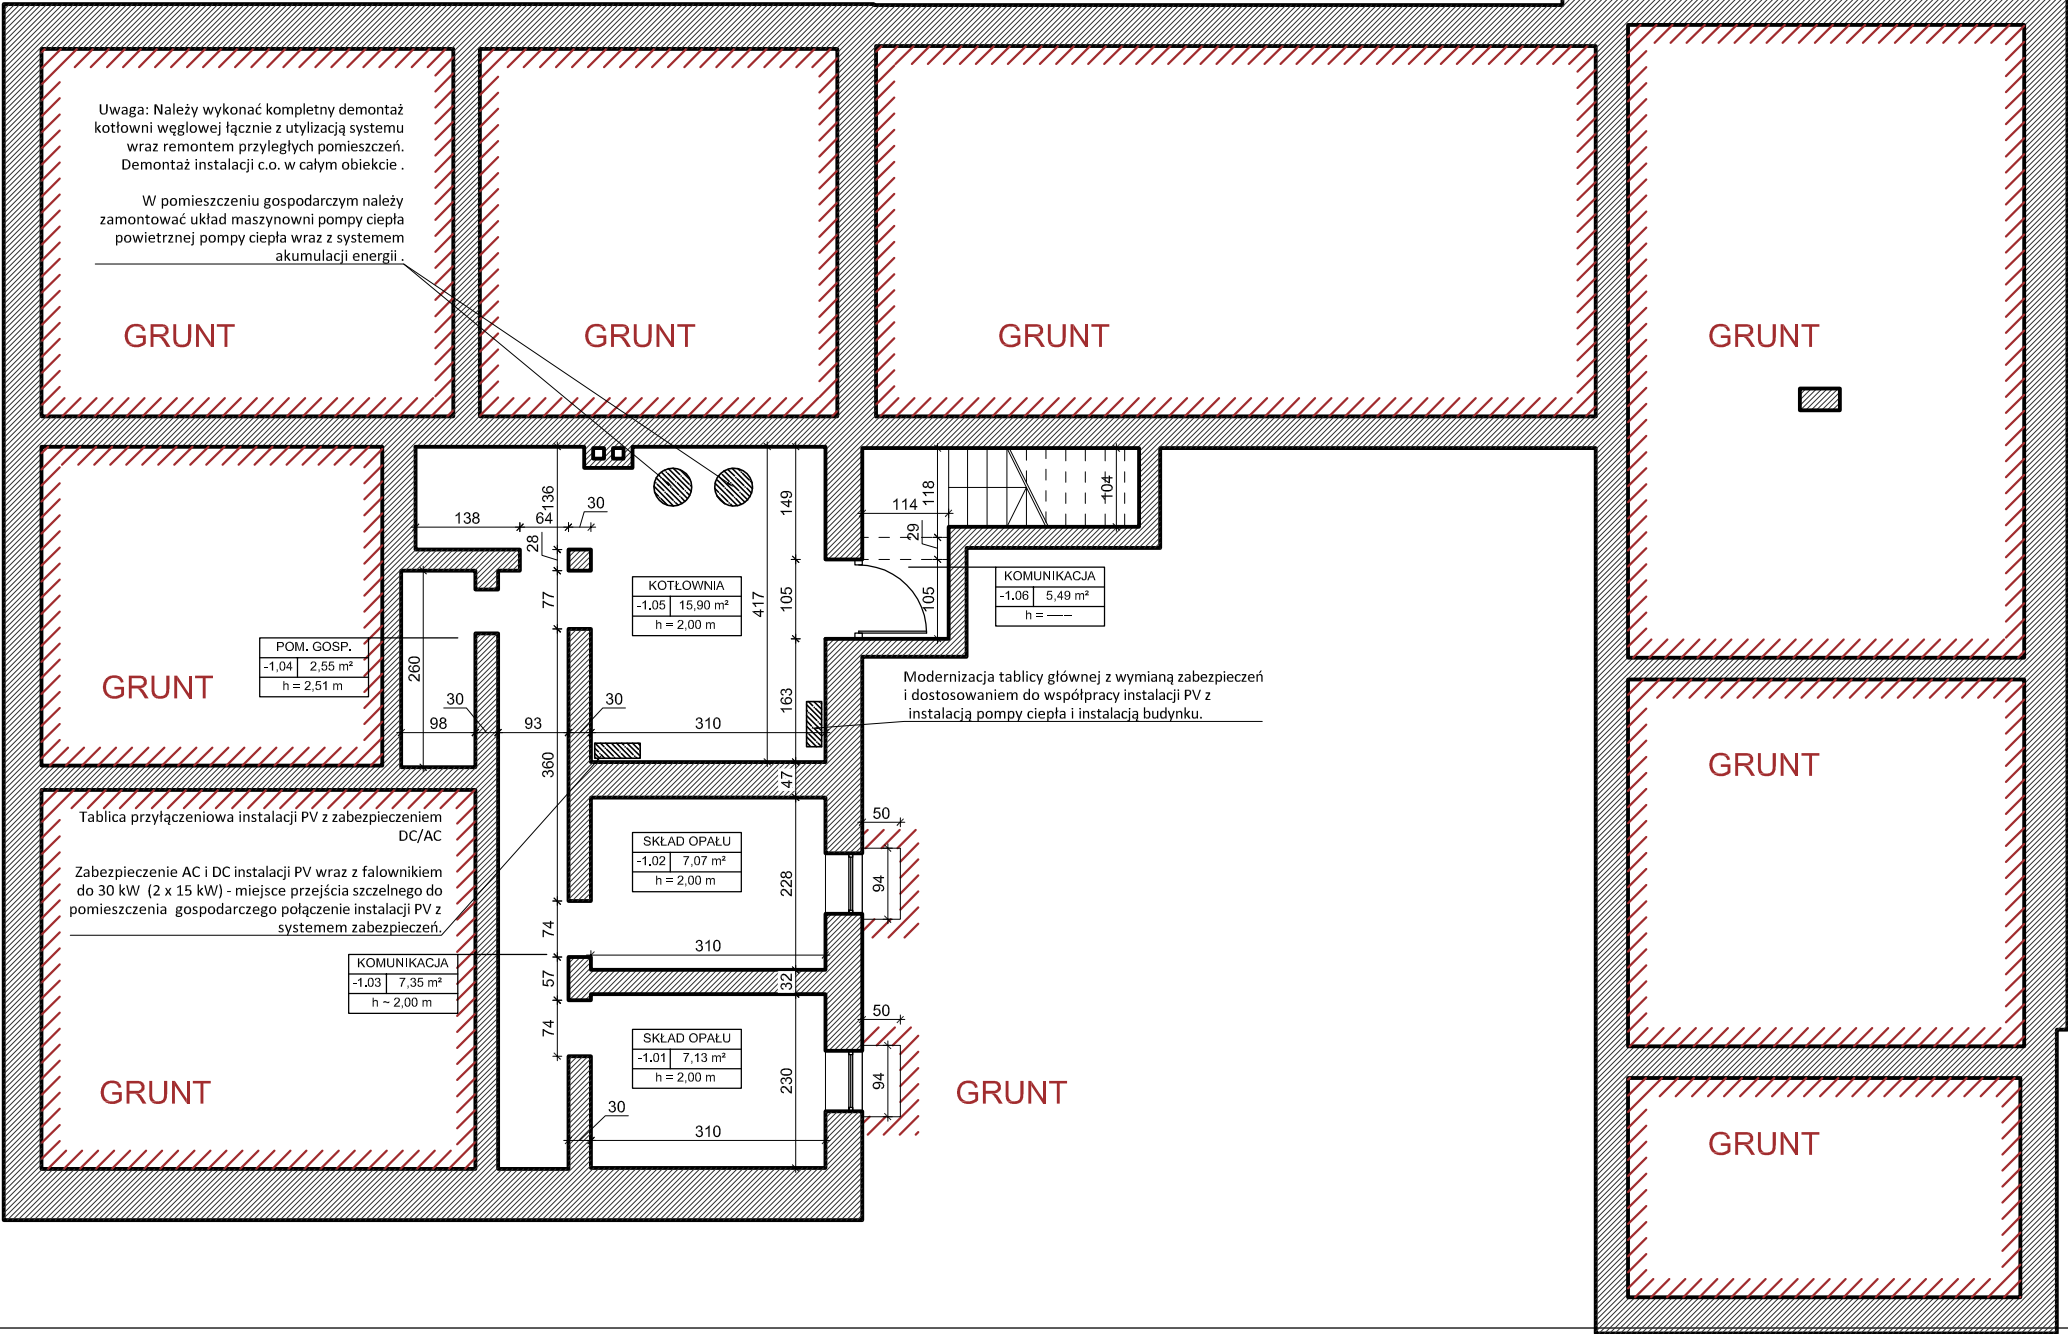 Uwaga: Należy wykonać kompletny demontaż
kotłowni węglowej łącznie z utylizacją systemu
wraz remontem przyległych pomieszczeń.
Demontaż instalacji c.o. w całym obiekcie .
W pomieszczeniu gospodarczym należy
zamontować układ maszynowni pompy ciepła
powietrznej pompy ciepła wraz z systemem
akumulacji energii .
GRUNT
GRUNT
GRUNT
GRUNT
136
30
138
64
28
149
114
118
29
104
KOTŁOWNIA
-1.05 15,90 m²
h = 2,00 m
77
417
105
105
KOMUNIKACJA
-1.06 5,49 m²
h = -----
POM. GOSP.
-1,04 2,55 m²
h = 2,51 m
GRUNT
260
30
98
93
30
310
163
Modernizacja tablicy głównej z wymianą zabezpieczeń
i dostosowaniem do współpracy instalacji PV z
instalacją pompy ciepła i instalacją budynku.
360
47
GRUNT
Tablica przyłączeniowa instalacji PV z zabezpieczeniem
DC/AC
Zabezpieczenie AC i DC instalacji PV wraz z falownikiem
do 30 kW (2 x 15 kW) - miejsce przejścia szczelnego do
pomieszczenia gospodarczego połączenie instalacji PV z
systemem zabezpieczeń.
SKŁAD OPAŁU
-1.02 7,07 m²
h = 2,00 m
50
228
94
74
310
KOMUNIKACJA
-1.03 7,35 m²
h ~ 2,00 m
57
32
74
50
SKŁAD OPAŁU
-1.01 7,13 m²
h = 2,00 m
230
94
GRUNT
GRUNT
30
310
GRUNT